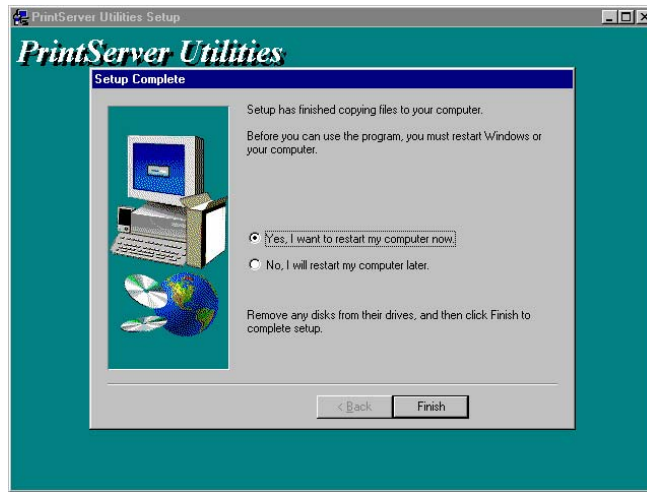 PrintServer Utilities Setup
PrintServer Utilities
Setup Complete
Setup has finished copying files to your computer.
Before you can use the program, you must restart Windows or
your computer.
Yes, I want to restart my computer now.
No, I will restart my computer later.
Remove any disks from their drives, and then click Finish to
complete setup.
< Back
Finish